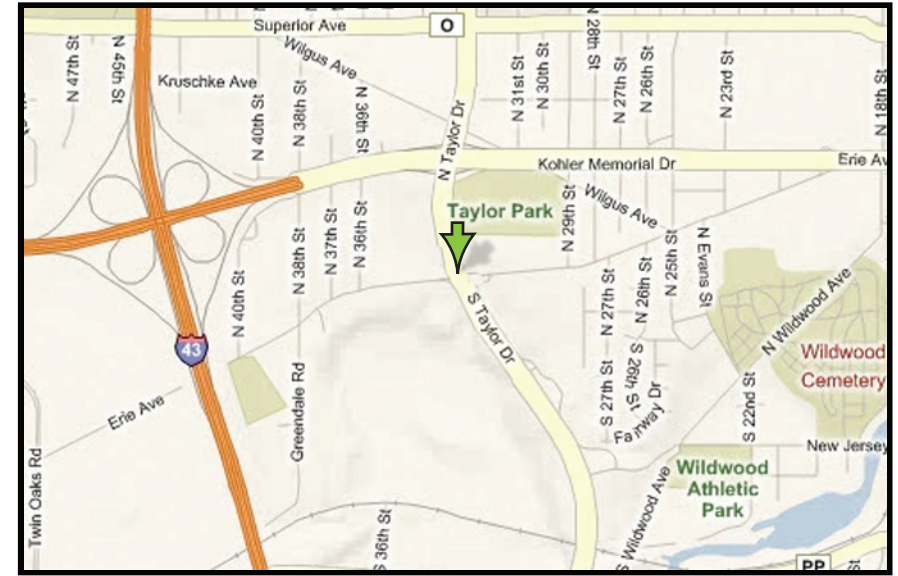 Superior Ave
O
N 28th St
Wilgus Ave
N 47th St
N 45th St
Kruschke Ave
N 40th St
N 38th St
N 36th St
N Taylor Dr
N 31st St
N 30th St
N 27th St
N 26th St
N 23rd St
N 18th St
Kohler Memorial Dr
Erie Av
Taylor Park
N 29th St
Wilgus Ave
N 38th St
N 37th St
N 36th St
N 40th St
N 25th St
N Evans St
N 27th St
N 26th St
S Taylor Dr
N Wildwood Ave
43
Wildwood
Cemetery
S 27th St
S 26th St
Fairway Dr
S 22nd St
Erie Ave
Greendale Rd
New Jersey
Twin Oaks Rd
Wildwood
Athletic
Park
S Wildwood Ave
S 36th St
PP